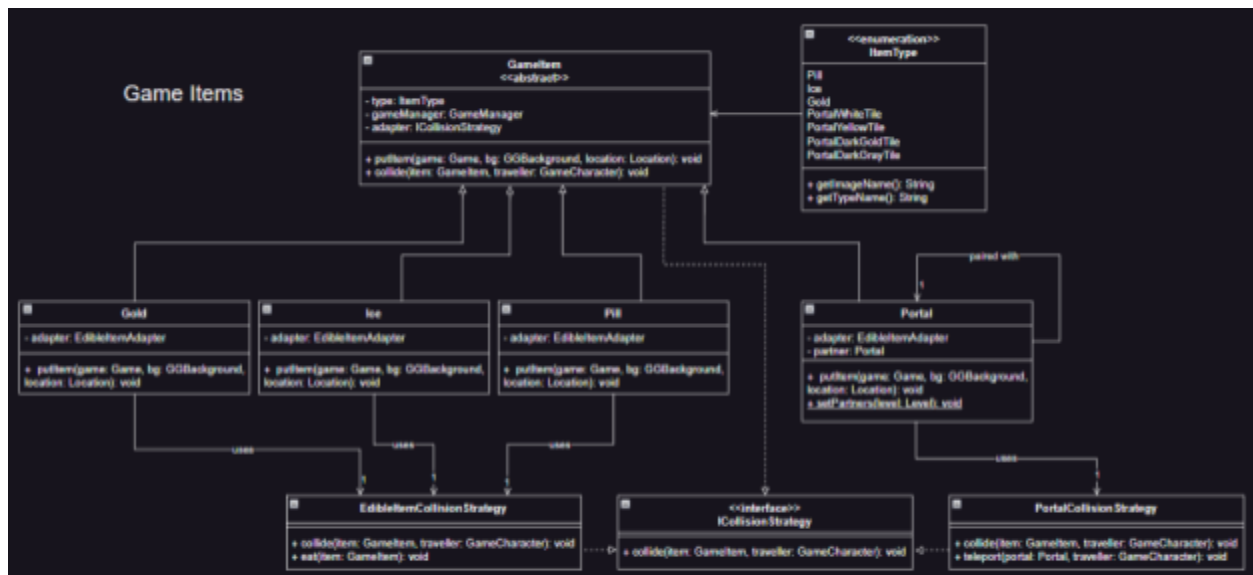 Game Items
GameItem
<<abstract>>
- type: ItemType
- gameManager: GameManager
- adapter: ICollisionStrategy
+ putItem(game: Game, bg: GGBackground, location: Location): void
+ collide(item: GameItem, traveller: GameCharacter): void
<<enumeration>>
ItemType
Pill
Ice
Gold
PortalWhiteTile
PortalYellowTile
PortalDarkGoldTile
PortalDarkGrayTile
+ getImageName(): String
+ getTypeName(): String
paired with
1
Gold
- adapter: EdibleItemAdapter
+ putItem(game: Game, bg: GGBackground,
location: Location): void
Ice
- adapter: EdibleItemAdapter
+ putItem(game: Game, bg: GGBackground,
location: Location): void
Pill
- adapter: EdibleItemAdapter
+ putItem(game: Game, bg: GGBackground,
location: Location): void
Portal
- adapter: EdibleItemAdapter
- partner: Portal
+ putItem(game: Game, bg: GGBackground,
location: Location): void
+ setPartners(level: Level): void
uses
uses
uses
uses
1
1
1
1
EdibleItemCollisionStrategy
+ collide(item: GameItem, traveller: GameCharacter): void
+ eat(item: GameItem): void
<<interface>>
ICollisionStrategy
+ collide(item: GameItem, traveller: GameCharacter): void
PortalCollisionStrategy
+ collide(item: GameItem, traveller: GameCharacter): void
+ teleport(portal: Portal, traveller: GameCharacter): void